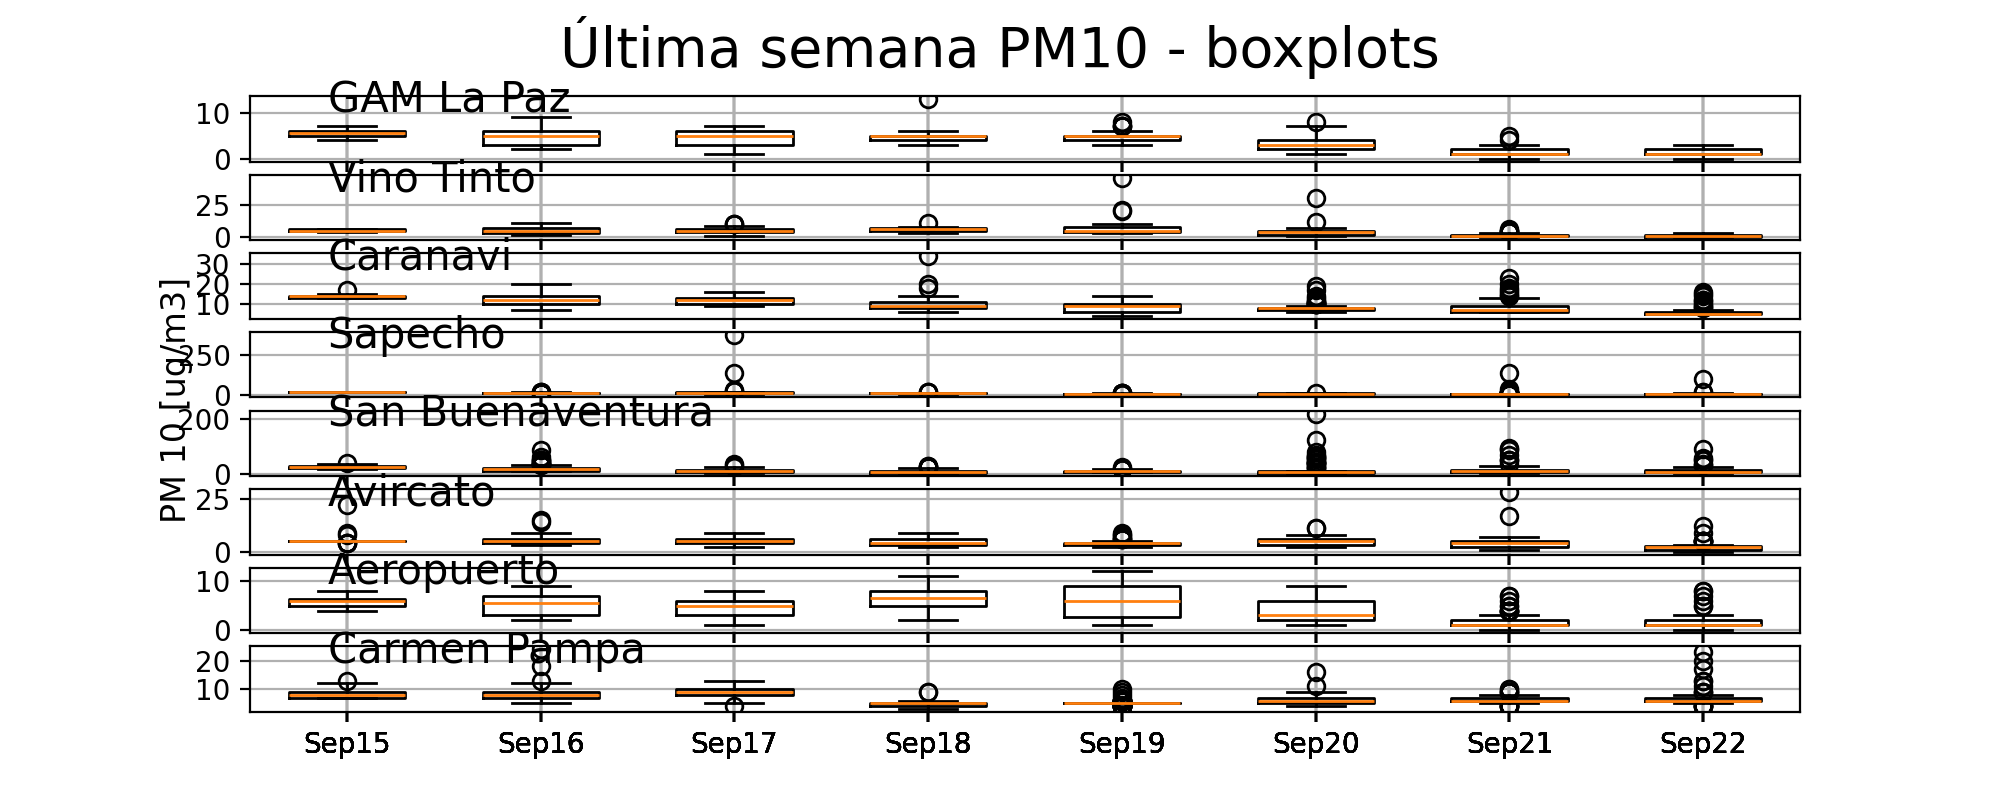 Última semana PM10 - boxplots
GAM La Paz
10
0
Vino Tinto
25
0
Caranavi
30
20
10
Sapecho
250
0
San Buenaventura
200
0
Avircato
25
0
Aeropuerto
10
0
Carmen Pampa
20
10
PM 10 [ug/m3]
Sep15 Sep16 Sep17 Sep18 Sep19 Sep20 Sep21 Sep22